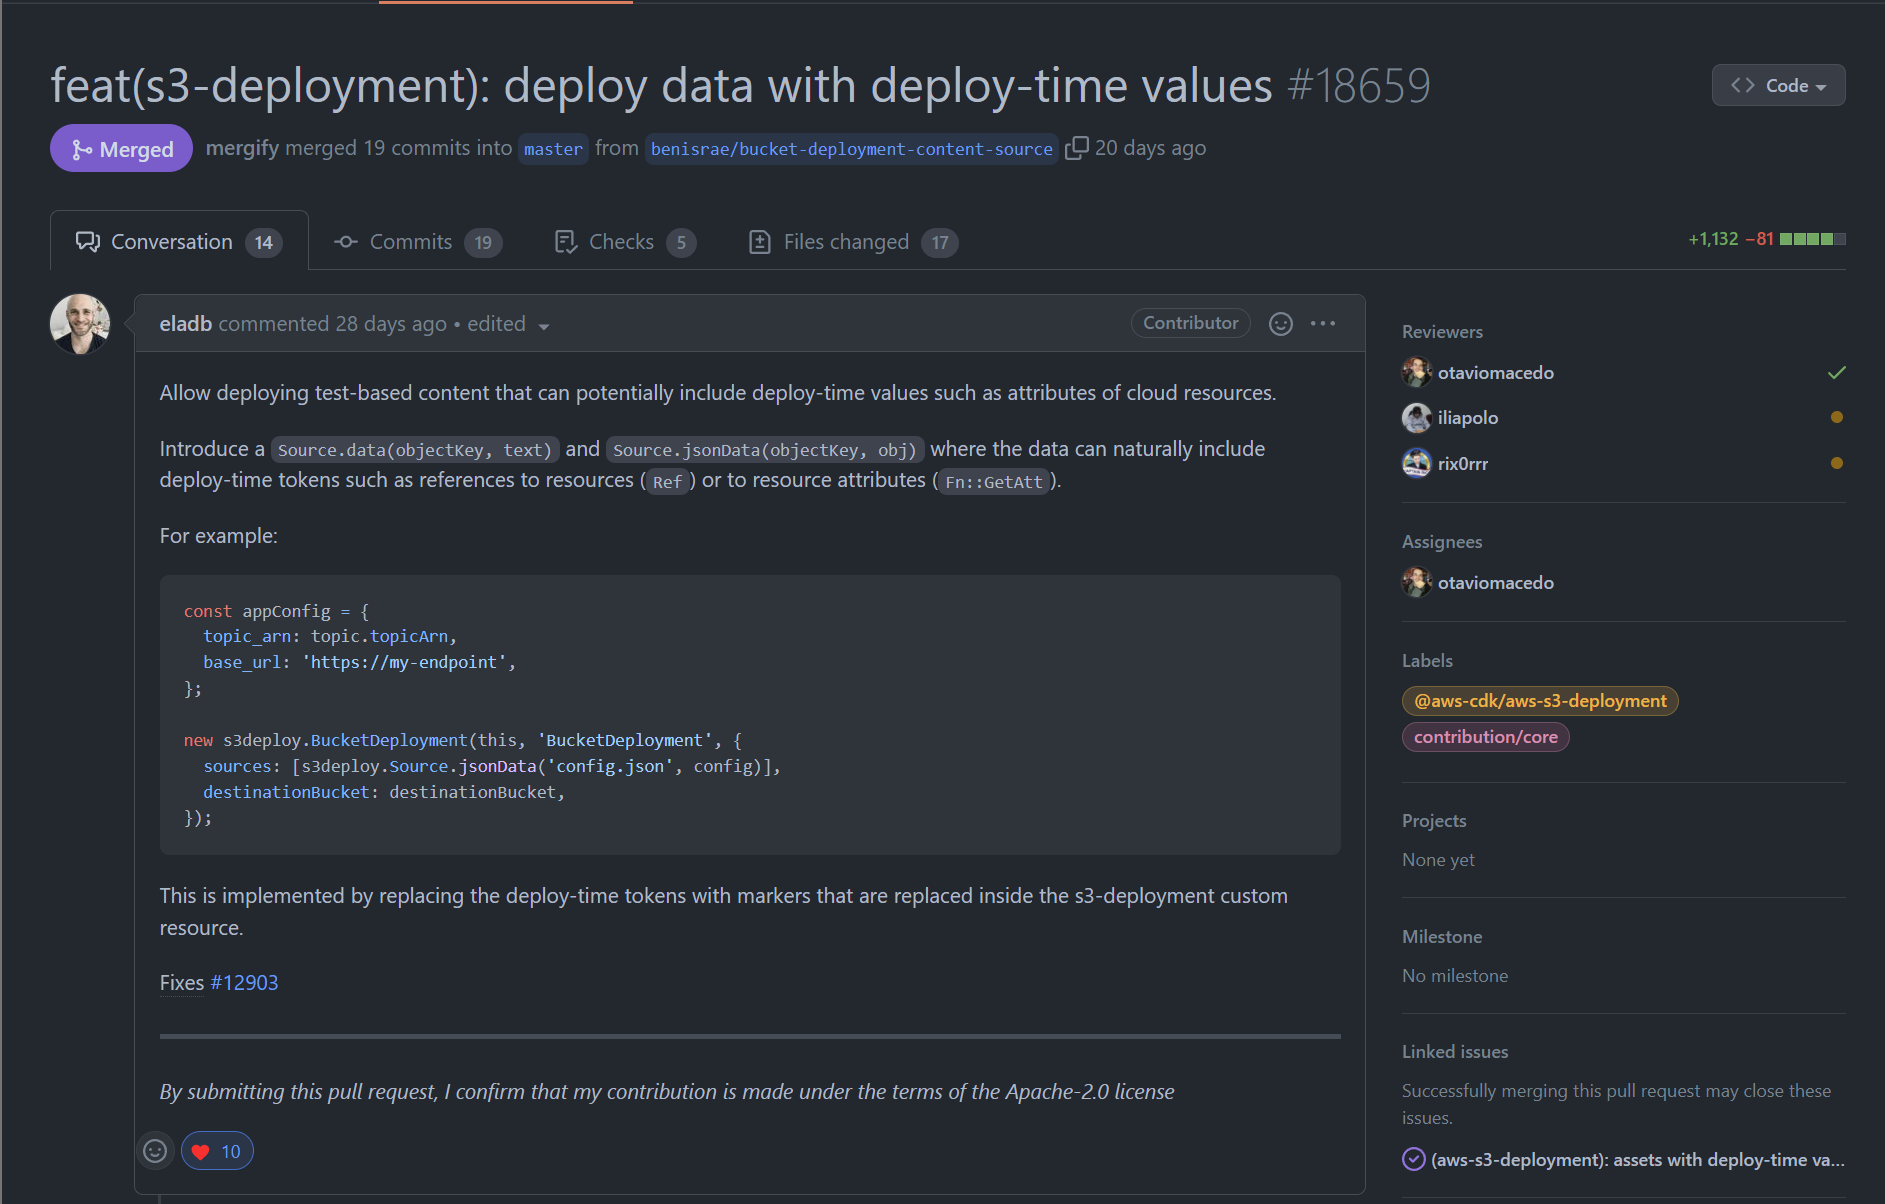 feat(s3-deployment): deploy data with deploy-time values #18659
Code
Merged
mergify merged 19 commits into master from benisrae/bucket-deployment-content-source 20 days ago
Conversation 14
Commits 19
Checks 5
Files changed 17
+1,132 −81
eladb commented 28 days ago • edited
Contributor
Allow deploying test-based content that can potentially include deploy-time values such as attributes of cloud resources.
Introduce a Source.data(objectKey, text) and Source.jsonData(objectKey, obj) where the data can naturally include
deploy-time tokens such as references to resources (Ref) or to resource attributes (Fn::GetAtt).
For example:
const appConfig = {
  topic_arn: topic.topicArn,
  base_url: 'https://my-endpoint',
};
new s3deploy.BucketDeployment(this, 'BucketDeployment', {
  sources: [s3deploy.Source.jsonData('config.json', config)],
  destinationBucket: destinationBucket,
});
This is implemented by replacing the deploy-time tokens with markers that are replaced inside the s3-deployment custom
resource.
Fixes #12903
By submitting this pull request, I confirm that my contribution is made under the terms of the Apache-2.0 license
10
Reviewers
otaviomacedo
iliapolo
rix0rrr
Assignees
otaviomacedo
Labels
@aws-cdk/aws-s3-deployment
contribution/core
Projects
None yet
Milestone
No milestone
Linked issues
Successfully merging this pull request may close these
issues.
(aws-s3-deployment): assets with deploy-time va...